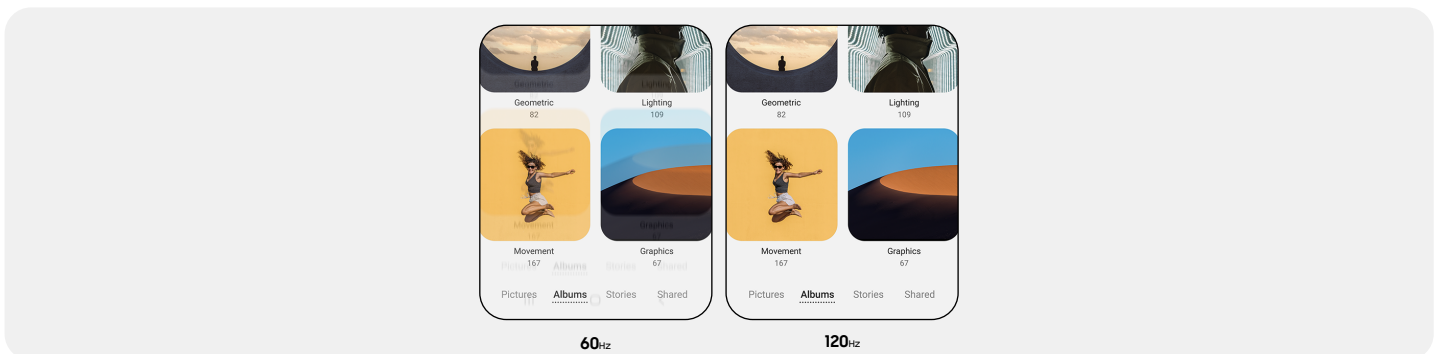 Geometric
82
Lighting
109
Movement
167
Graphics
67
Pictures Albums Stories Shared
60Hz
Geometric
82
Lighting
109
Movement
167
Graphics
67
Pictures Albums Stories Shared
120Hz